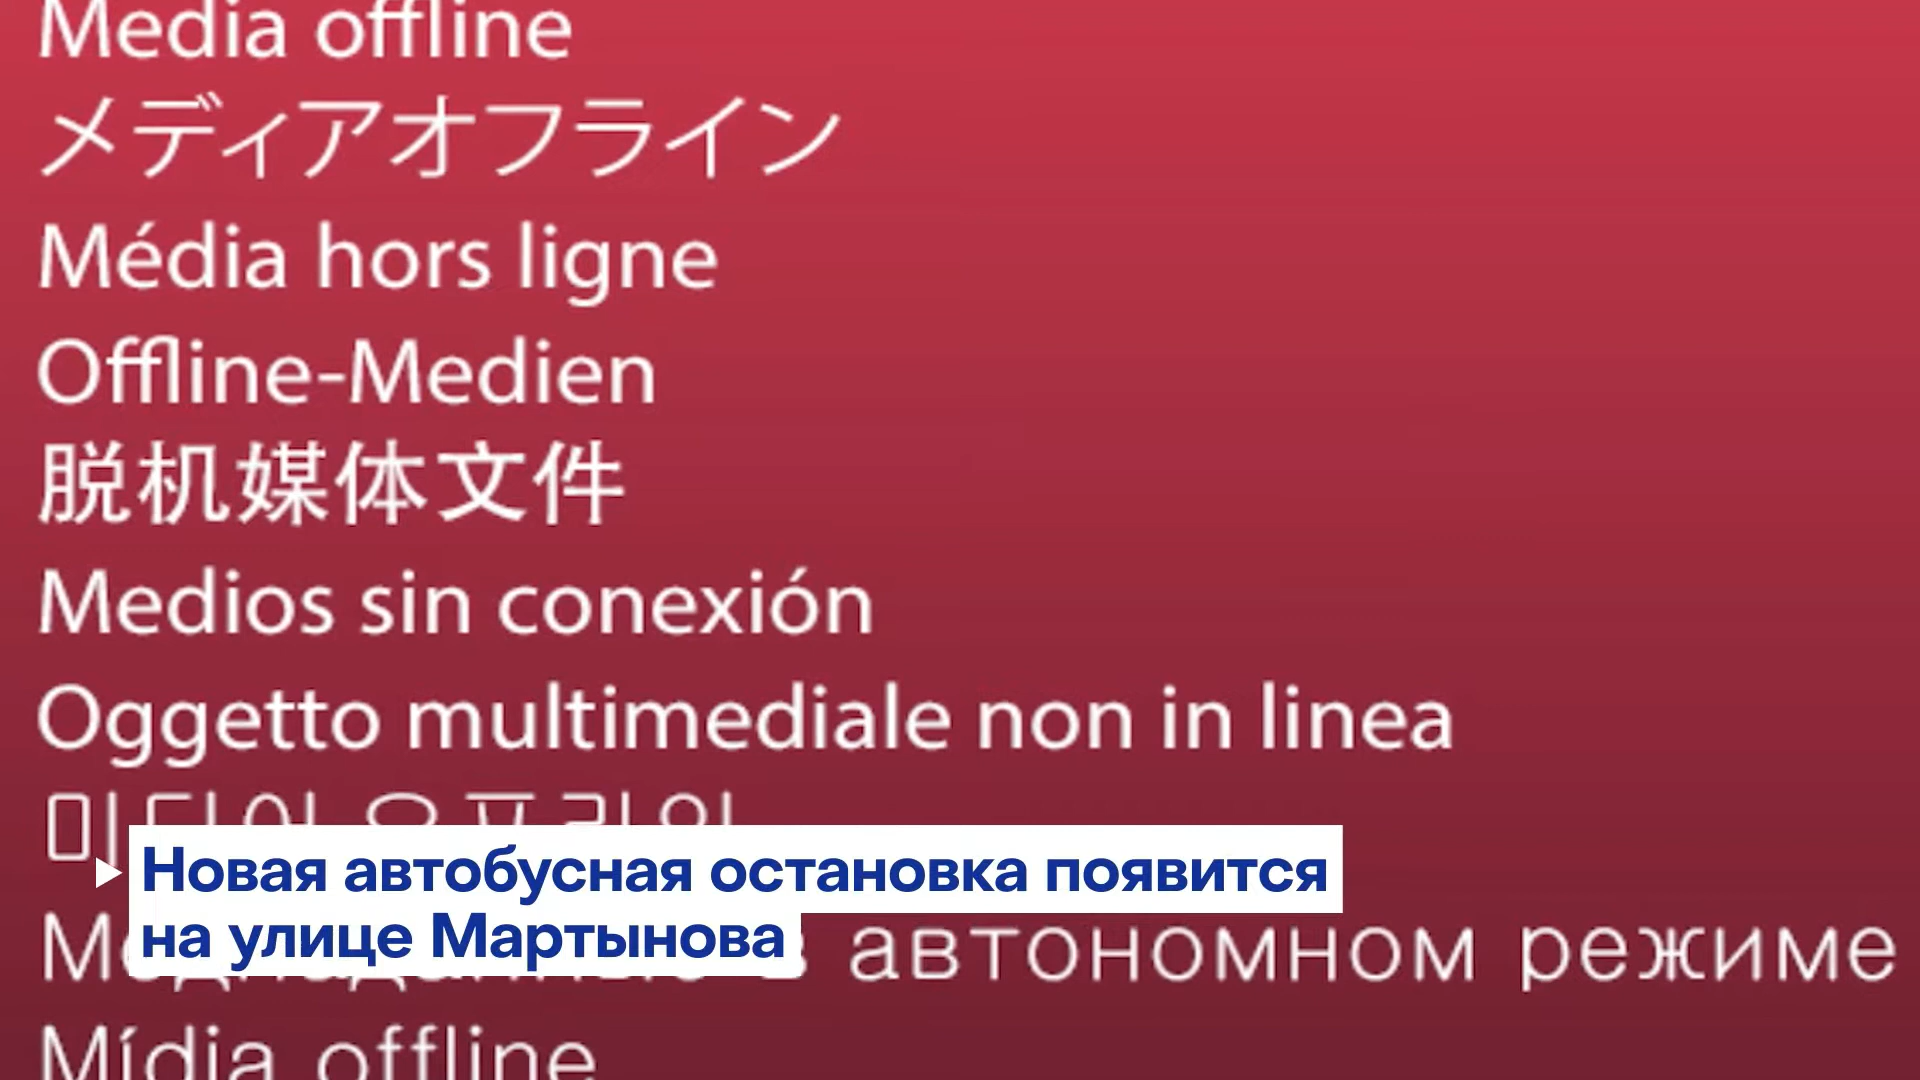 Media offline
メディアオフライン
Média hors ligne
Offline-Medien
脱机媒体文件
Medios sin conexión
Oggetto multimediale non in linea
Новая автобусная остановка появится
на улице Мартынова
в автономном режиме
Mídia offline